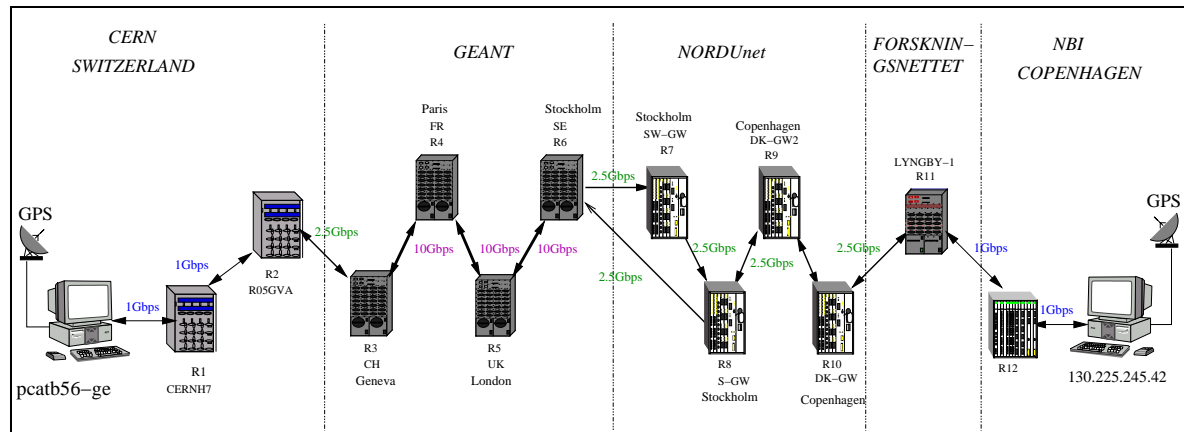 CERN
SWITZERLAND
GEANT
NORDUnet
FORSKNIN–
GSNETTET
NBI
COPENHAGEN
GPS
pcatb56–ge
1Gbps
R1
CERNH7
1Gbps
R2
R05GVA
2.5Gbps
R3
CH
Geneva
10Gbps
Paris
FR
R4
10Gbps
R5
UK
London
10Gbps
Stockholm
SE
R6
2.5Gbps
2.5Gbps
Stockholm
SW–GW
R7
2.5Gbps
R8
S–GW
Stockholm
2.5Gbps
Copenhagen
DK–GW2
R9
R10
DK–GW
Copenhagen
2.5Gbps
LYNGBY–1
R11
1Gbps
R12
1Gbps
GPS
130.225.245.42